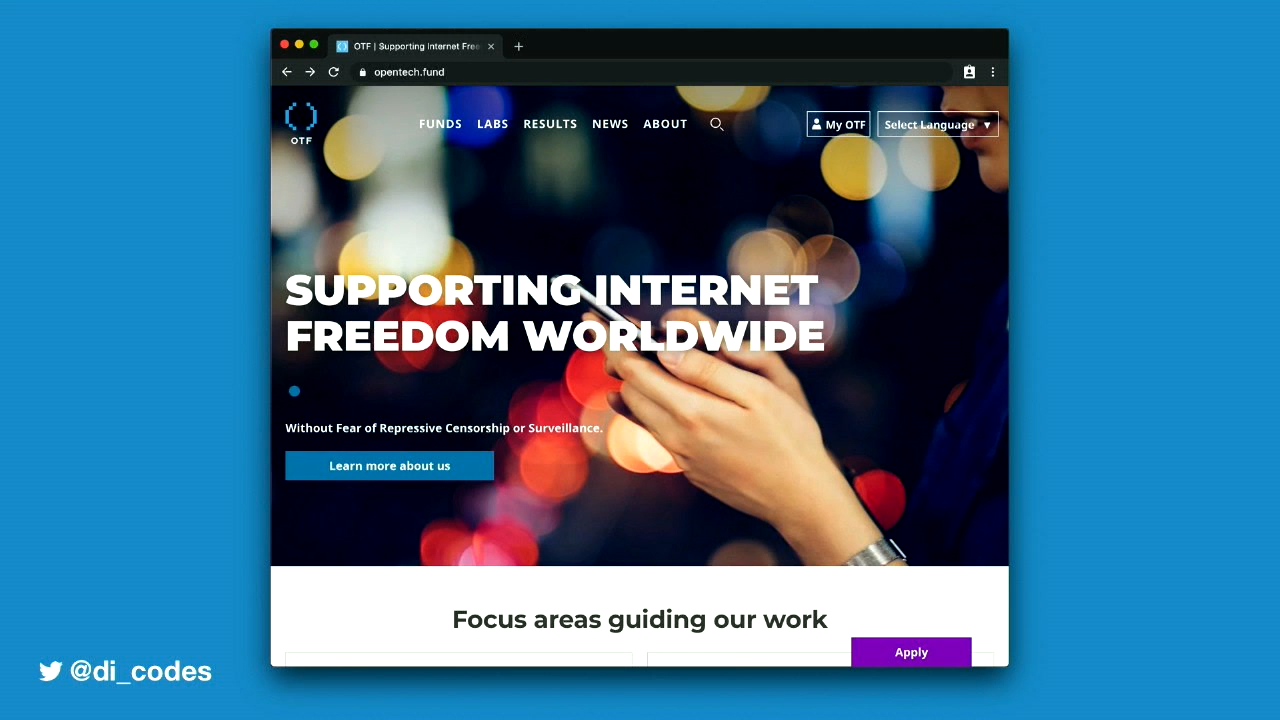 OTF | Supporting Internet Free
opentech.fund
OTF
FUNDS LABS RESULTS NEWS ABOUT
My OTF
Select Language ▼
SUPPORTING INTERNET
FREEDOM WORLDWIDE
Without Fear of Repressive Censorship or Surveillance.
Learn more about us
Focus areas guiding our work
Apply
@di_codes